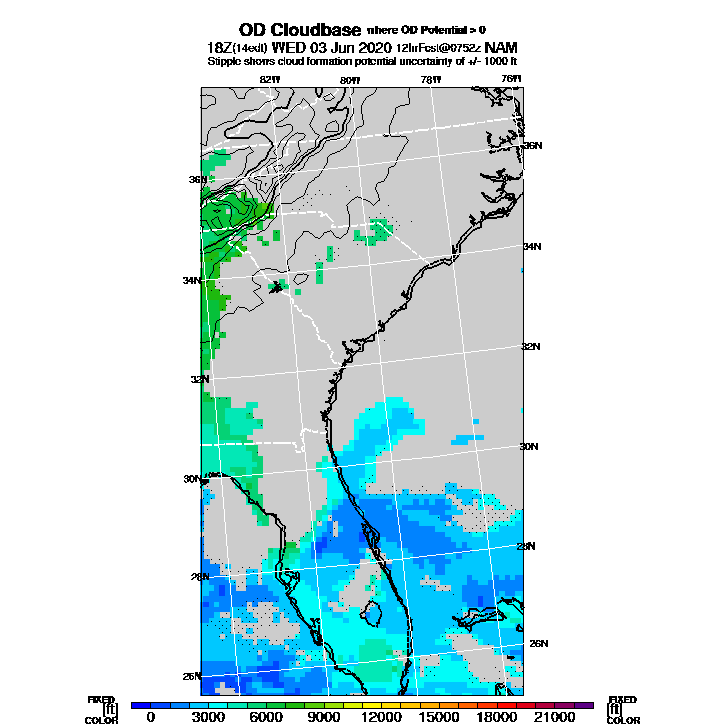 OD Cloudbase where OD Potential > 0
18Z(14edt) WED 03 Jun 2020 12hrFcst@0752z NAM
Stipple shows cloud formation potential uncertainty of +/- 1000 ft
82W 80W 78W 76W
36N
36N
34N
34N
32N
32N
30N
30N
28N
28N
26N
26N
FIXED FIXED
[ft] [ft]
COLOR COLOR
0 3000 6000 9000 12000 15000 18000 21000